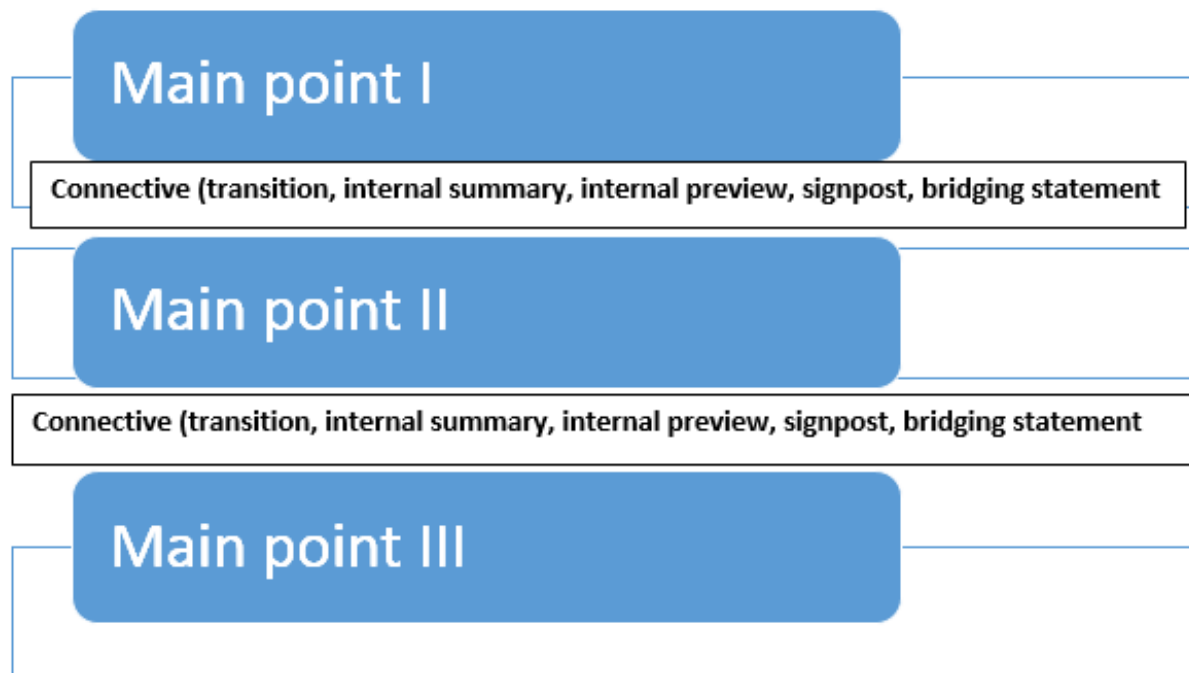 Main point I
Connective (transition, internal summary, internal preview, signpost, bridging statement
Main point II
Connective (transition, internal summary, internal preview, signpost, bridging statement
Main point III